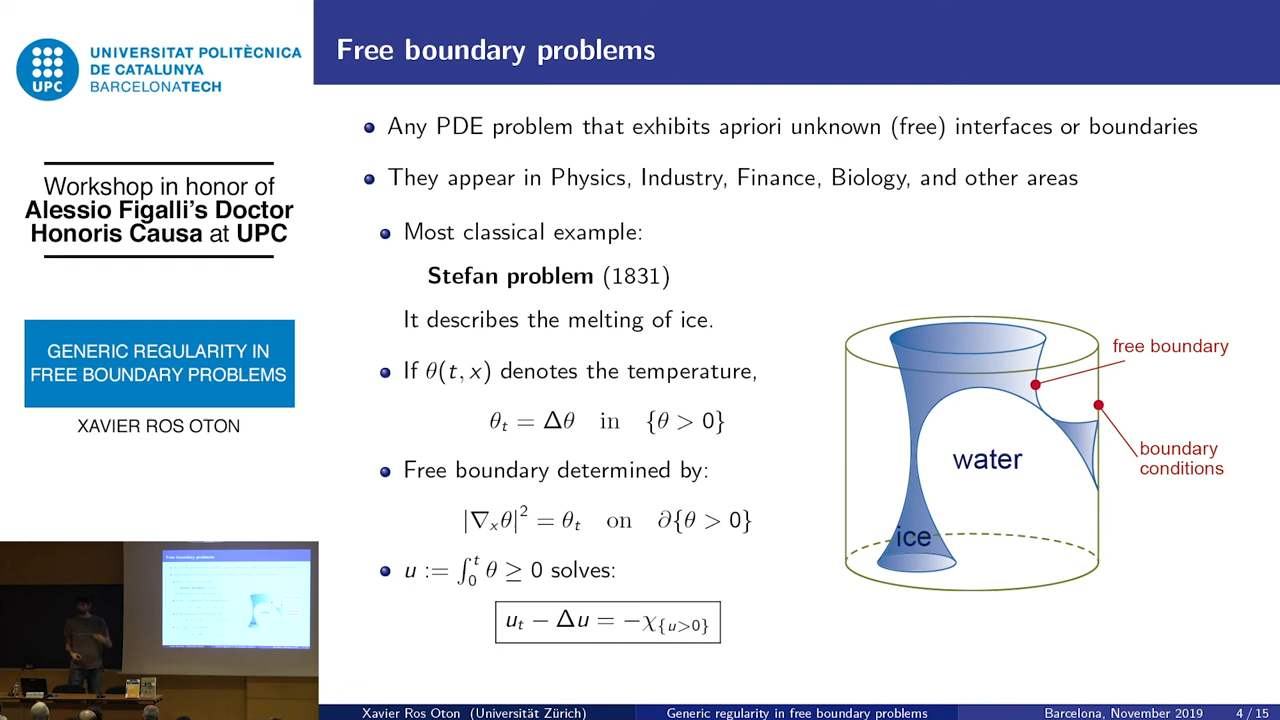 UNIVERSITAT POLITÈCNICA
DE CATALUNYA
BARCELONATECH
UPC
Workshop in honor of
Alessio Figalli's Doctor
Honoris Causa at UPC
GENERIC REGULARITY IN
FREE BOUNDARY PROBLEMS
XAVIER ROS OTON
Free boundary problems
Any PDE problem that exhibits apriori unknown (free) interfaces or boundaries
They appear in Physics, Industry, Finance, Biology, and other areas
Most classical example:
Stefan problem (1831)
It describes the melting of ice.
If θ(t, x) denotes the temperature,
θ_t = Δθ in {θ > 0}
Free boundary determined by:
|∇_xθ|² = θ_t on ∂{θ > 0}
u := ∫₀ᵗ θ ≥ 0 solves:
u_t − Δu = −χ_{u>0}
free boundary
boundary
conditions
water
ice
Xavier Ros Oton (Universität Zürich)
Generic regularity in free boundary problems
Barcelona, November 2019
4 / 15
Free boundary problems